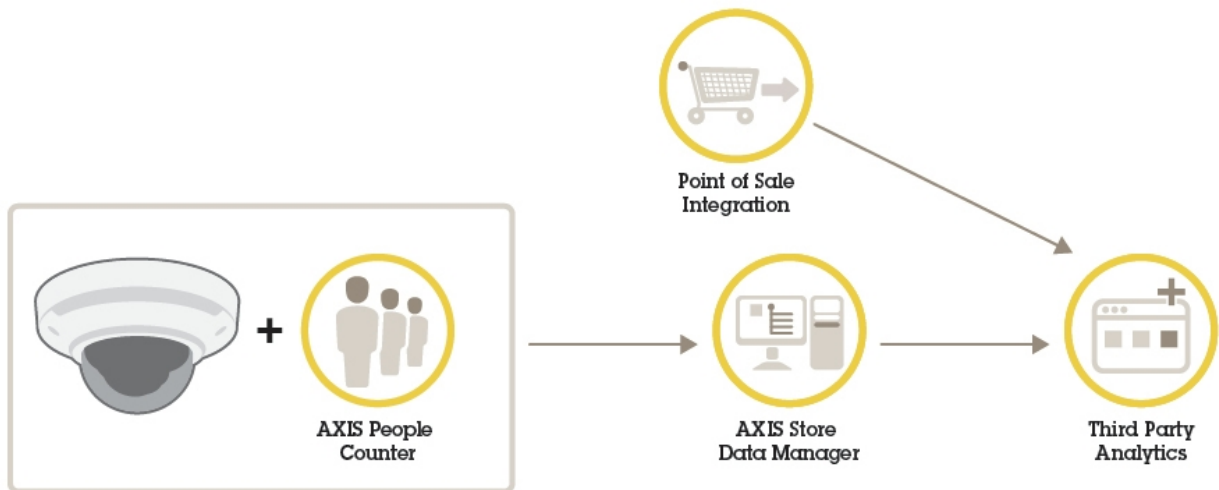 Point of Sale
Integration
+
AXIS People
Counter
AXIS Store
Data Manager
Third Party
Analytics